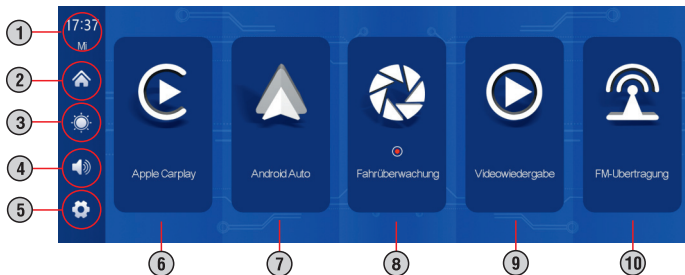 1
17:37
Mi
2
3
4
5
Apple Carplay
Android Auto
Fahrüberwachung
Videowiedergabe
FM-Ubertragung
6
7
8
9
10